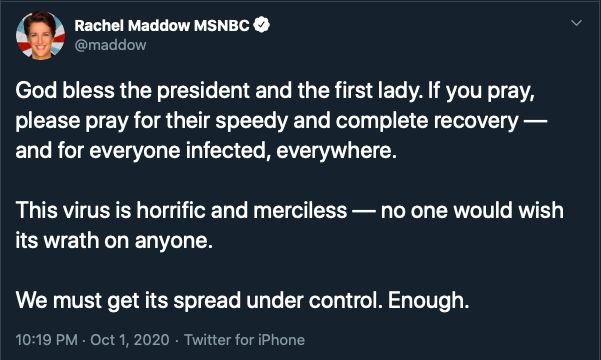 Rachel Maddow MSNBC
@maddow
God bless the president and the first lady. If you pray,
please pray for their speedy and complete recovery —
and for everyone infected, everywhere.
This virus is horrific and merciless — no one would wish
its wrath on anyone.
We must get its spread under control. Enough.
10:19 PM · Oct 1, 2020 · Twitter for iPhone